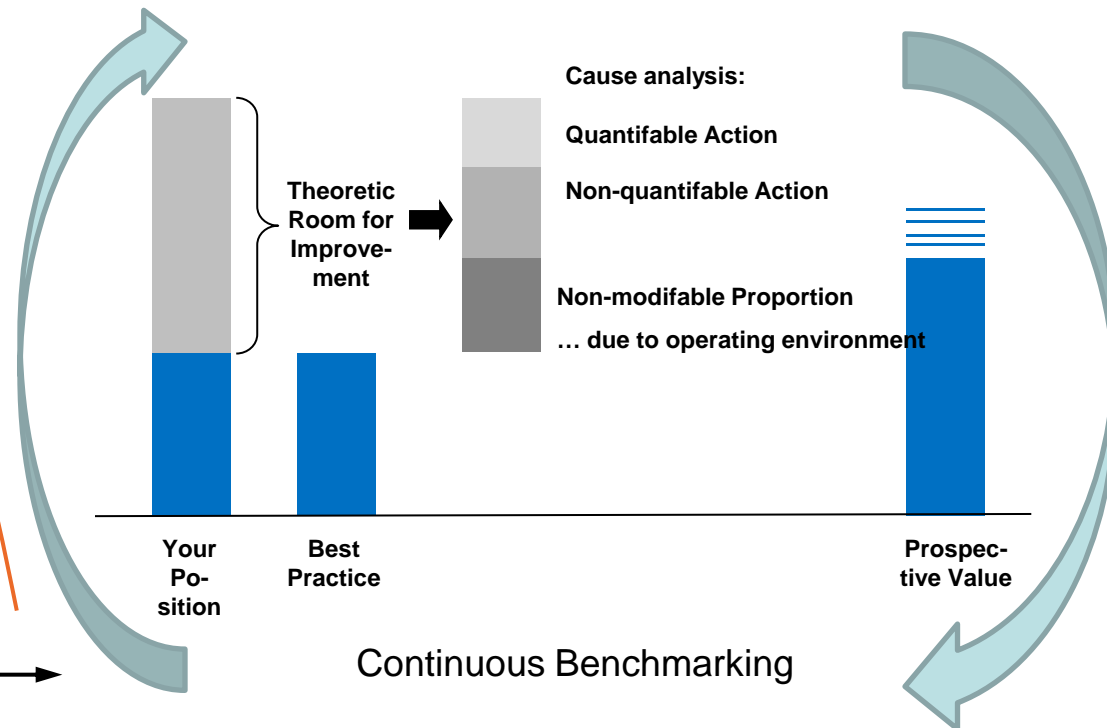 Cause analysis:
Quantifable Action
Non-quantifable Action
Theoretic
Room for
Improve-
ment
Non-modifable Proportion
… due to operating environment
Your
Po-
sition
Best
Practice
Prospec-
tive Value
Continuous Benchmarking